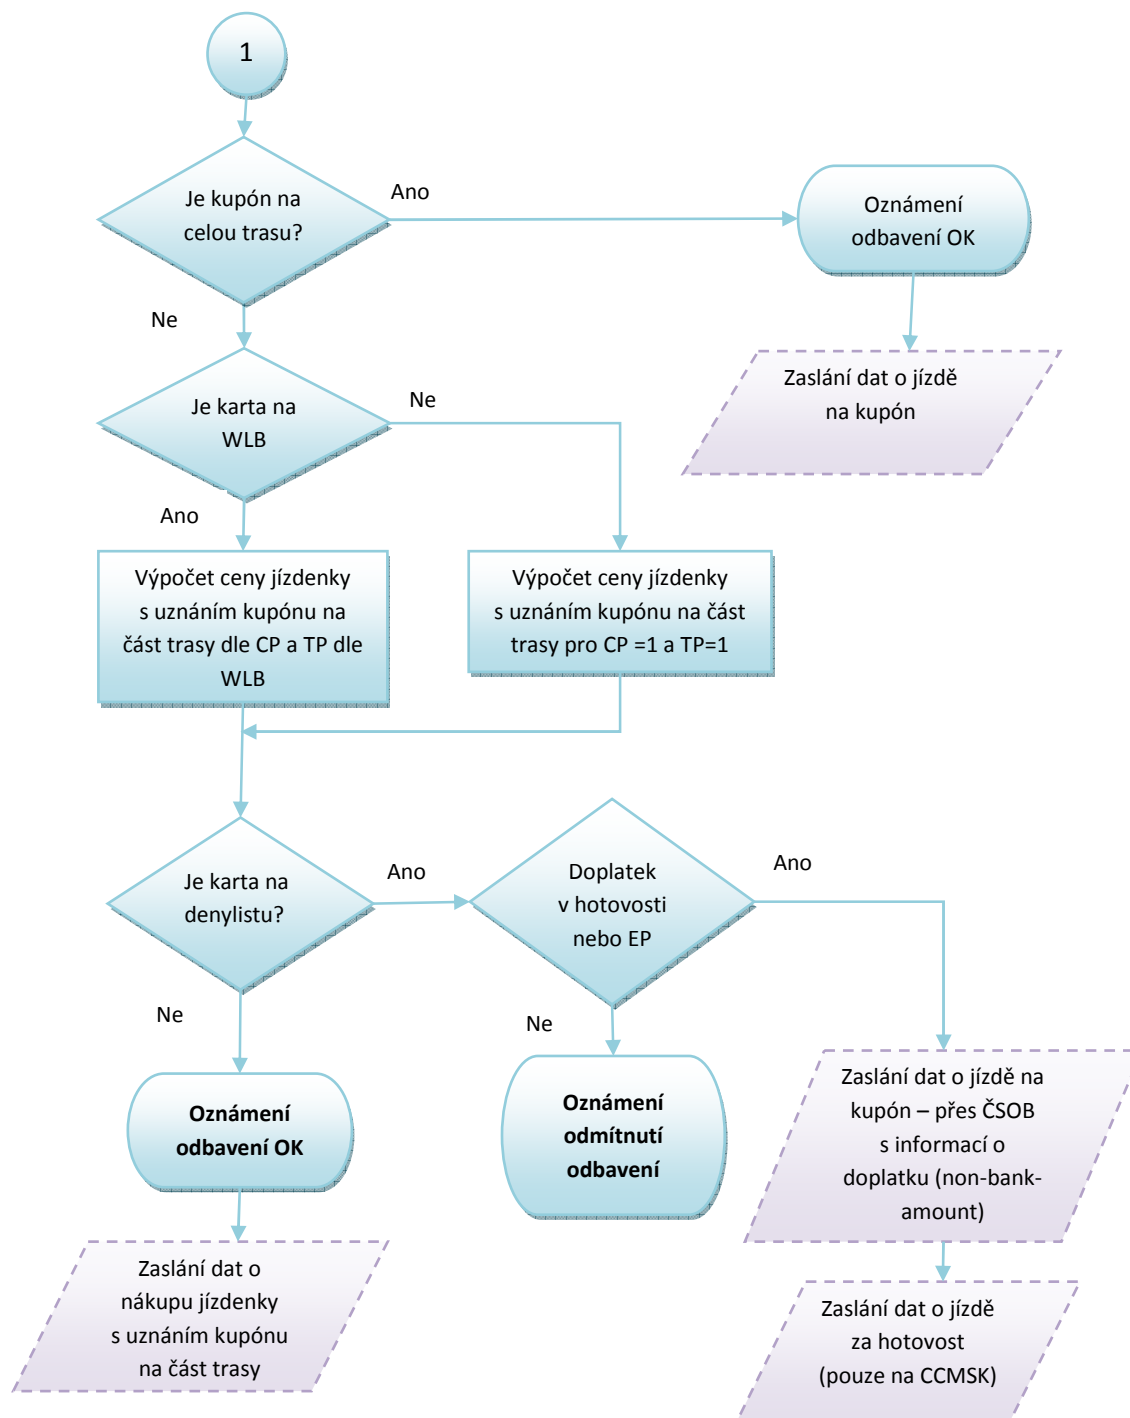 1
Je kupón na
celou trasu?
Ano
Oznámení
odbavení OK
Ne
Zaslání dat o jízdě
na kupón
Je karta na
WLB
Ne
Ano
Výpočet ceny jízdenky
s uznáním kupónu na
část trasy dle CP a TP dle
WLB
Výpočet ceny jízdenky
s uznáním kupónu na část
trasy pro CP =1 a TP=1
Je karta na
denylistu?
Ano
Doplatek
v hotovosti
nebo EP
Ano
Ne
Ne
Oznámení
odbavení OK
Oznámení
odmítnutí
odbavení
Zaslání dat o jízdě na
kupón – přes ČSOB
s informací o
doplatku (non-bank-
amount)
Zaslání dat o
nákupu jízdenky
s uznáním kupónu
na část trasy
Zaslání dat o jízdě
za hotovost
(pouze na CCMSK)